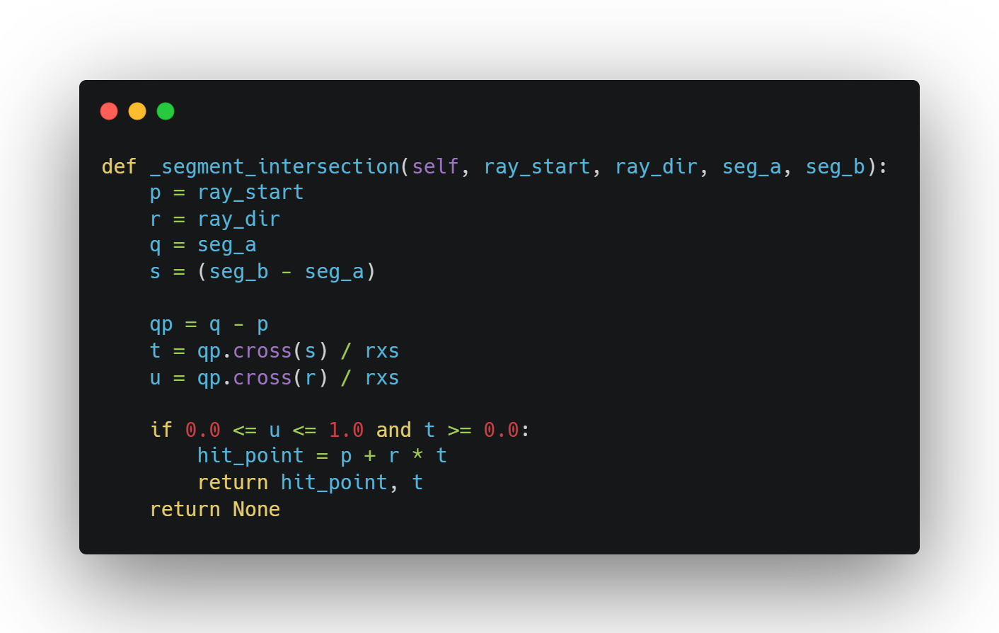 def _segment_intersection(self, ray_start, ray_dir, seg_a, seg_b):
    p = ray_start
    r = ray_dir
    q = seg_a
    s = (seg_b - seg_a)

    qp = q - p
    t = qp.cross(s) / rxs
    u = qp.cross(r) / rxs

    if 0.0 <= u <= 1.0 and t >= 0.0:
        hit_point = p + r * t
        return hit_point, t
    return None